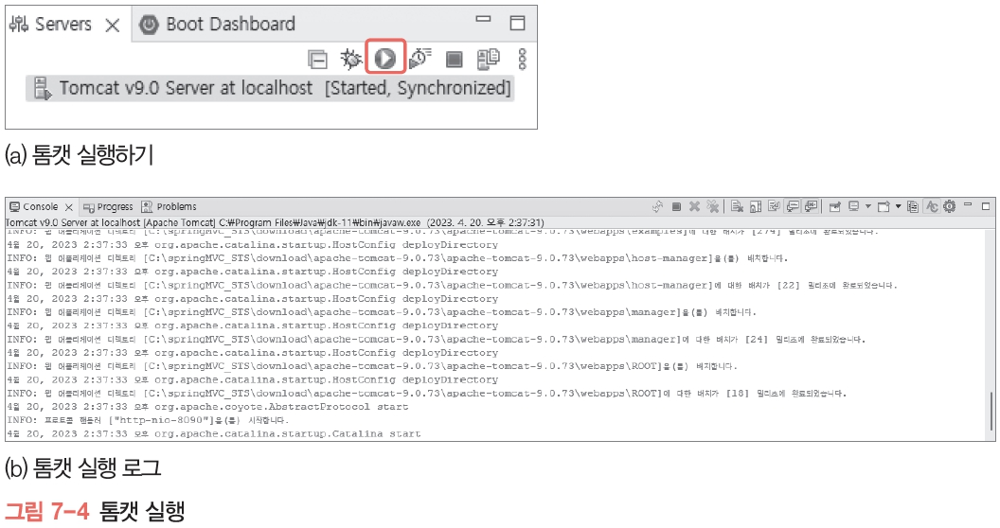 Servers
Boot Dashboard
Tomcat v9.0 Server at localhost [Started, Synchronized]
(a) 톰캣 실행하기
Console Progress Problems
Tomcat v9.0 Server at localhost [Apache Tomcat] C:₩Program Files₩Java₩jdk-11₩bin₩javaw.exe (2023. 4. 20. 오후 2:37:31)
INFO: 웹 애플리케이션 디렉토리 [C:\springMVC_STS\download\apache-tomcat-9.0.73\apache-tomcat-9.0.73\webapps\examples]에 대한 배치가 [274] 밀리초에 완료되었습니다.
4월 20, 2023 2:37:33 오후 org.apache.catalina.startup.HostConfig deployDirectory
INFO: 웹 애플리케이션 디렉토리 [C:\springMVC_STS\download\apache-tomcat-9.0.73\apache-tomcat-9.0.73\webapps\host-manager]을(를) 배치합니다.
4월 20, 2023 2:37:33 오후 org.apache.catalina.startup.HostConfig deployDirectory
INFO: 웹 애플리케이션 디렉토리 [C:\springMVC_STS\download\apache-tomcat-9.0.73\apache-tomcat-9.0.73\webapps\host-manager]에 대한 배치가 [22] 밀리초에 완료되었습니다.
4월 20, 2023 2:37:33 오후 org.apache.catalina.startup.HostConfig deployDirectory
INFO: 웹 애플리케이션 디렉토리 [C:\springMVC_STS\download\apache-tomcat-9.0.73\apache-tomcat-9.0.73\webapps\manager]을(를) 배치합니다.
4월 20, 2023 2:37:33 오후 org.apache.catalina.startup.HostConfig deployDirectory
INFO: 웹 애플리케이션 디렉토리 [C:\springMVC_STS\download\apache-tomcat-9.0.73\apache-tomcat-9.0.73\webapps\manager]에 대한 배치가 [24] 밀리초에 완료되었습니다.
4월 20, 2023 2:37:33 오후 org.apache.catalina.startup.HostConfig deployDirectory
INFO: 웹 애플리케이션 디렉토리 [C:\springMVC_STS\download\apache-tomcat-9.0.73\apache-tomcat-9.0.73\webapps\ROOT]을(를) 배치합니다.
4월 20, 2023 2:37:33 오후 org.apache.catalina.startup.HostConfig deployDirectory
INFO: 웹 애플리케이션 디렉토리 [C:\springMVC_STS\download\apache-tomcat-9.0.73\apache-tomcat-9.0.73\webapps\ROOT]에 대한 배치가 [18] 밀리초에 완료되었습니다.
4월 20, 2023 2:37:33 오후 org.apache.coyote.AbstractProtocol start
INFO: 프로토콜 핸들러 ["http-nio-8090"]을(를) 시작합니다.
4월 20, 2023 2:37:33 오후 org.apache.catalina.startup.Catalina start
(b) 톰캣 실행 로그
그림 7-4 톰캣 실행